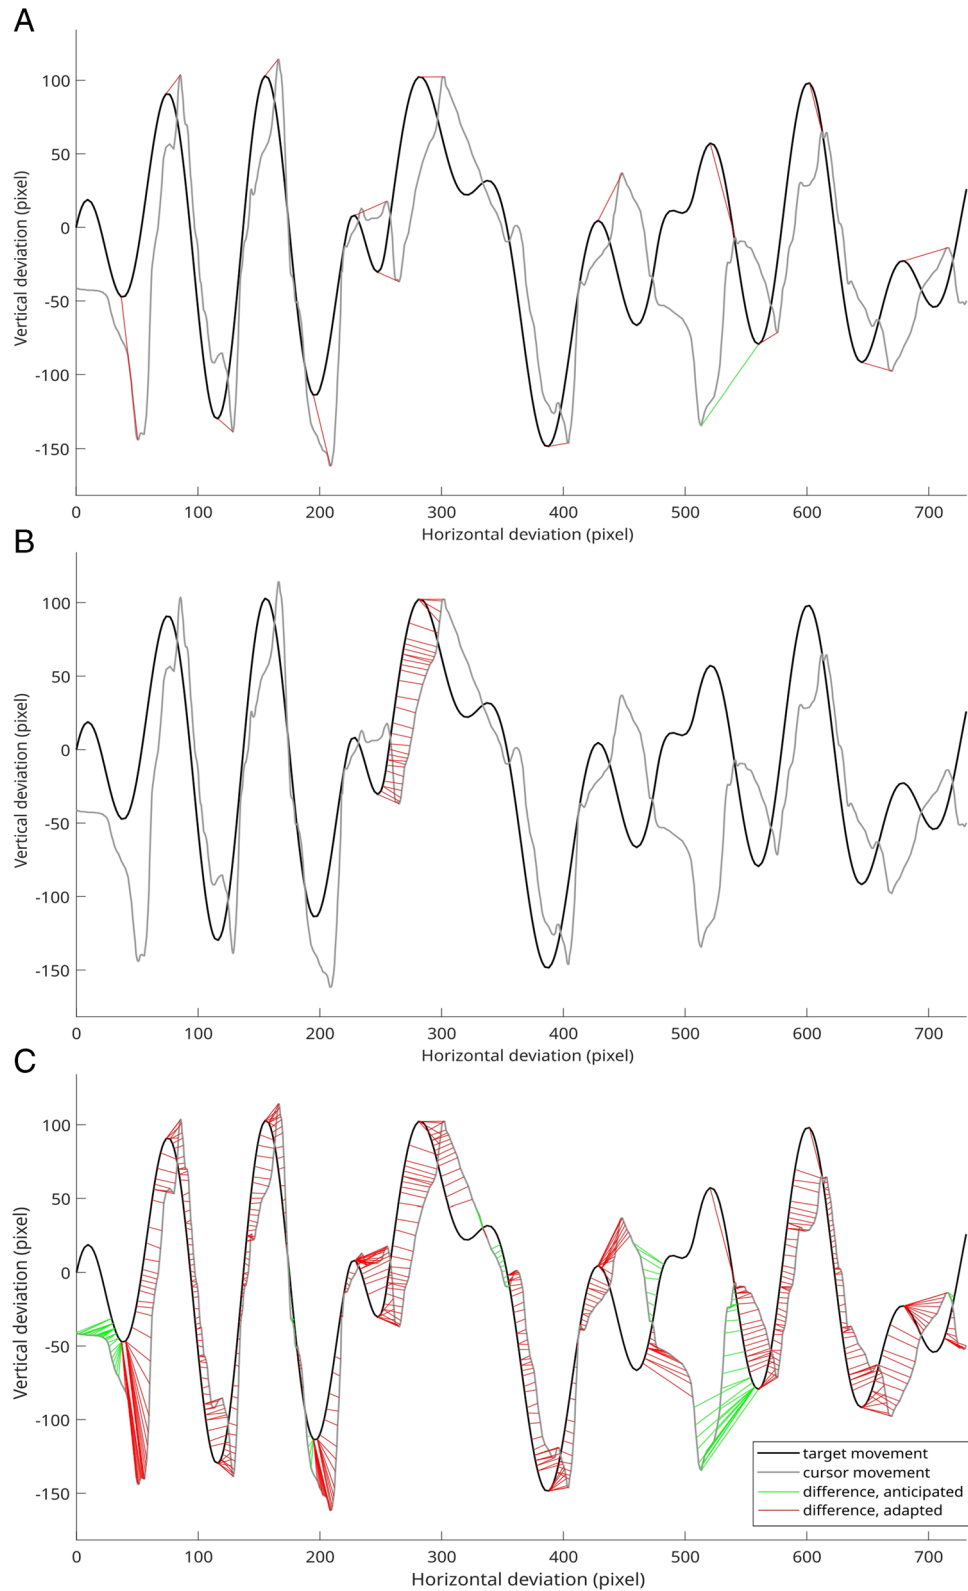 A
Vertical deviation (pixel)
100
50
0
-50
-100
-150
0 100 200 300 400 500 600 700
Horizontal deviation (pixel)
B
Vertical deviation (pixel)
100
50
0
-50
-100
-150
0 100 200 300 400 500 600 700
Horizontal deviation (pixel)
C
Vertical deviation (pixel)
100
50
0
-50
-100
-150
target movement
cursor movement
difference, anticipated
difference, adapted
0 100 200 300 400 500 600 700
Horizontal deviation (pixel)